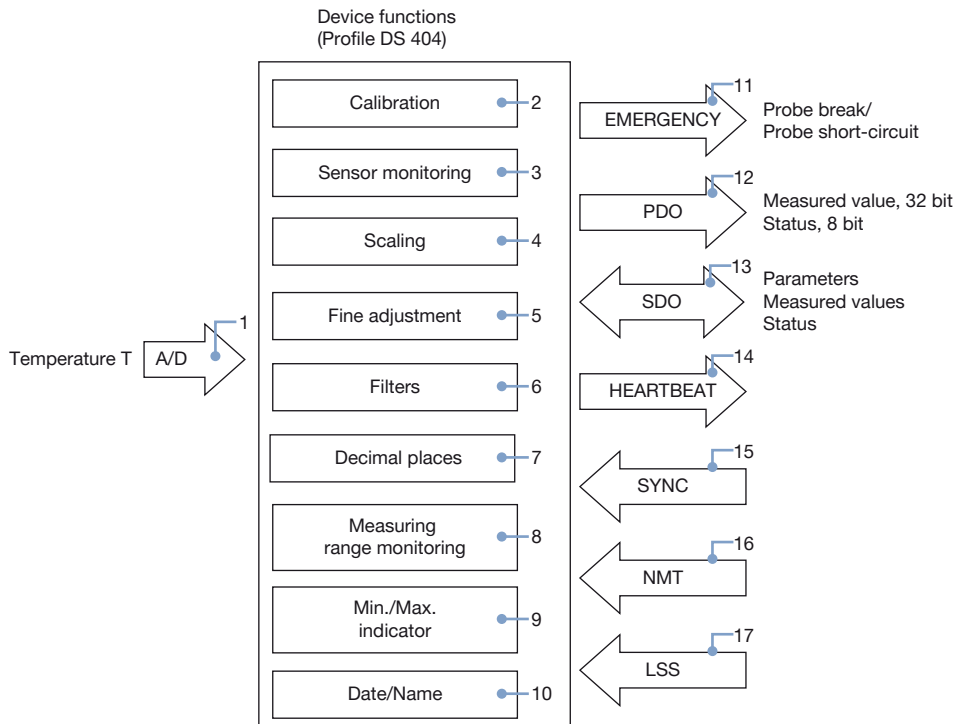 Device functions
(Profile DS 404)
Temperature T
A/D
1
Calibration
2
Sensor monitoring
3
Scaling
4
Fine adjustment
5
Filters
6
Decimal places
7
Measuring
range monitoring
8
Min./Max.
indicator
9
Date/Name
10
11
EMERGENCY
Probe break/
Probe short-circuit
12
PDO
Measured value, 32 bit
Status, 8 bit
13
SDO
Parameters
Measured values
Status
14
HEARTBEAT
15
SYNC
16
NMT
17
LSS